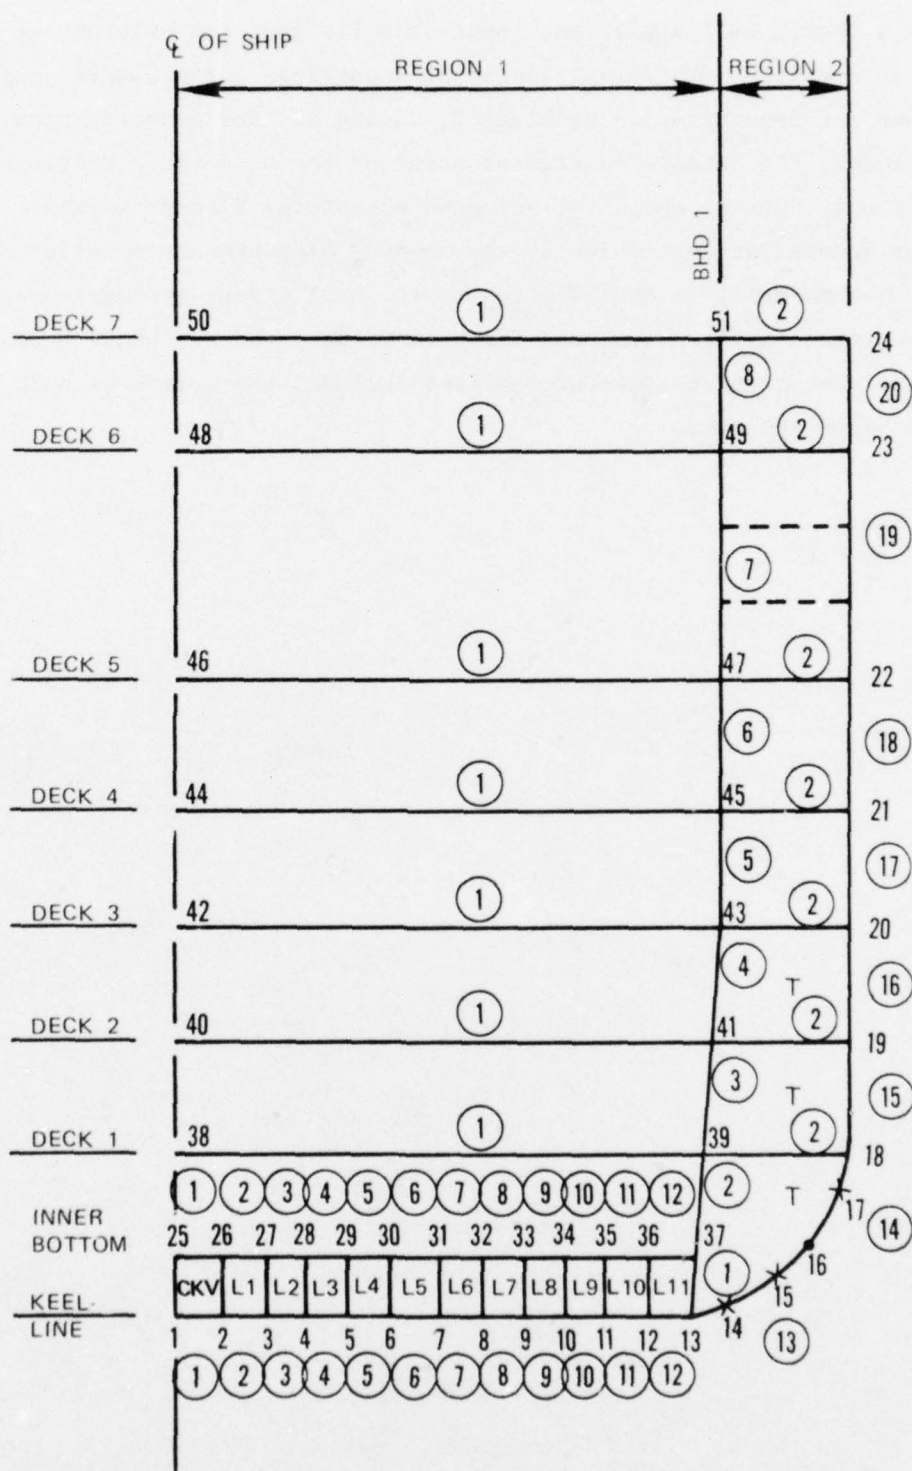 ℄ OF SHIP
REGION 1 REGION 2
BHD 1
DECK 7 50 1 51 2 24
8 20
DECK 6 48 1 49 2 23
19
7
DECK 5 46 1 47 2 22
6 18
DECK 4 44 1 45 2 21
5 17
DECK 3 42 1 43 2 20
4 T 16
DECK 2 40 1 41 2 19
3 T 15
DECK 1 38 1 39 2 18
1 2 3 4 5 6 7 8 9 10 11 12 2 T 17 14
INNER BOTTOM 25 26 27 28 29 30 31 32 33 34 35 36 37 16
CKV L1 L2 L3 L4 L5 L6 L7 L8 L9 L10 L11 1 15
KEEL-
LINE 14 13
1 2 3 4 5 6 7 8 9 10 11 12 13
1 2 3 4 5 6 7 8 9 10 11 12